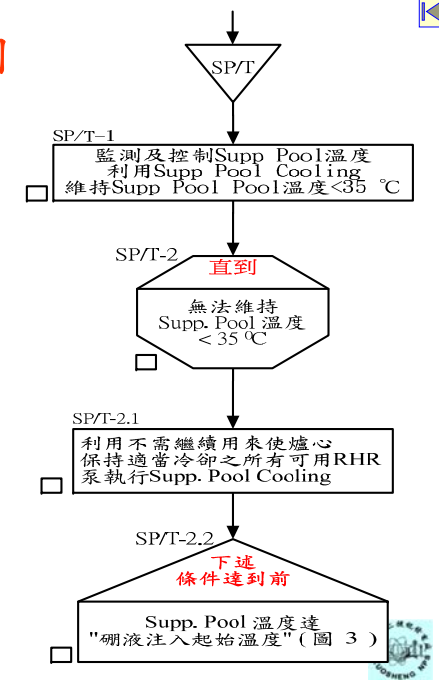 SP/T
SP/T-1
監測及控制Supp Pool溫度
利用Supp Pool Cooling
維持Supp Pool Pool溫度<35 °C
SP/T-2
直到
無法維持
Supp. Pool 溫度
< 35 ºC
SP/T-2.1
利用不需繼續用來使爐心
保持適當冷卻之所有可用RHR
泵執行Supp. Pool Cooling
SP/T-2.2
下述
條件達到前
Supp. Pool 溫度達
"硼液注入起始溫度" ( 圖 3 )